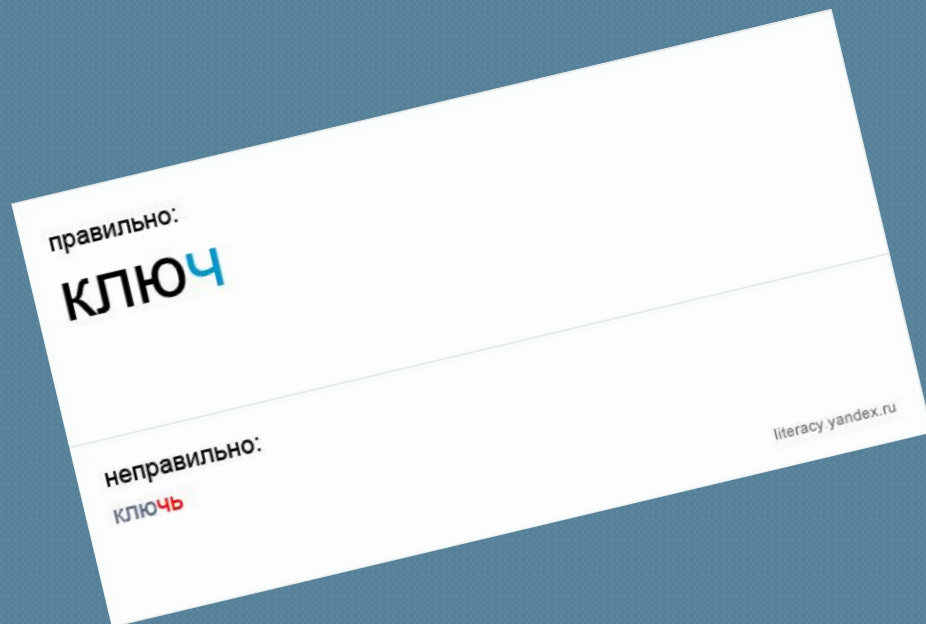 правильно:
ключ
неправильно:
ключь
literacy.yandex.ru